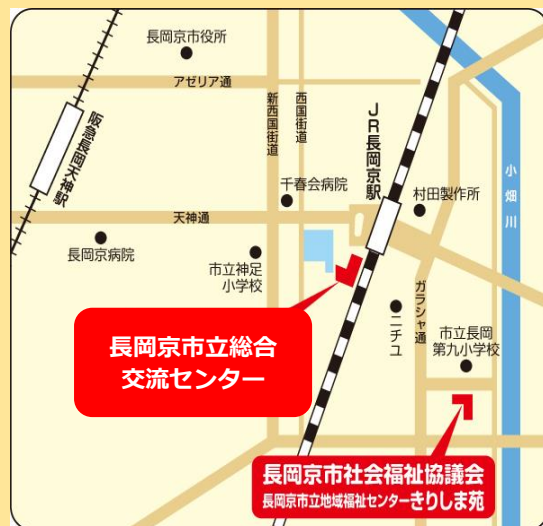 長岡京市役所
アゼリア通
新西国街道
西国街道
JR長岡京駅
阪急長岡天神駅
小畑川
千春会病院
村田製作所
天神通
長岡京病院
市立神足
小学校
ガラシャ通
ニチユ
市立長岡
第九小学校
長岡京市立総合
交流センター
長岡京市社会福祉協議会
長岡京市立地域福祉センターきりしま苑